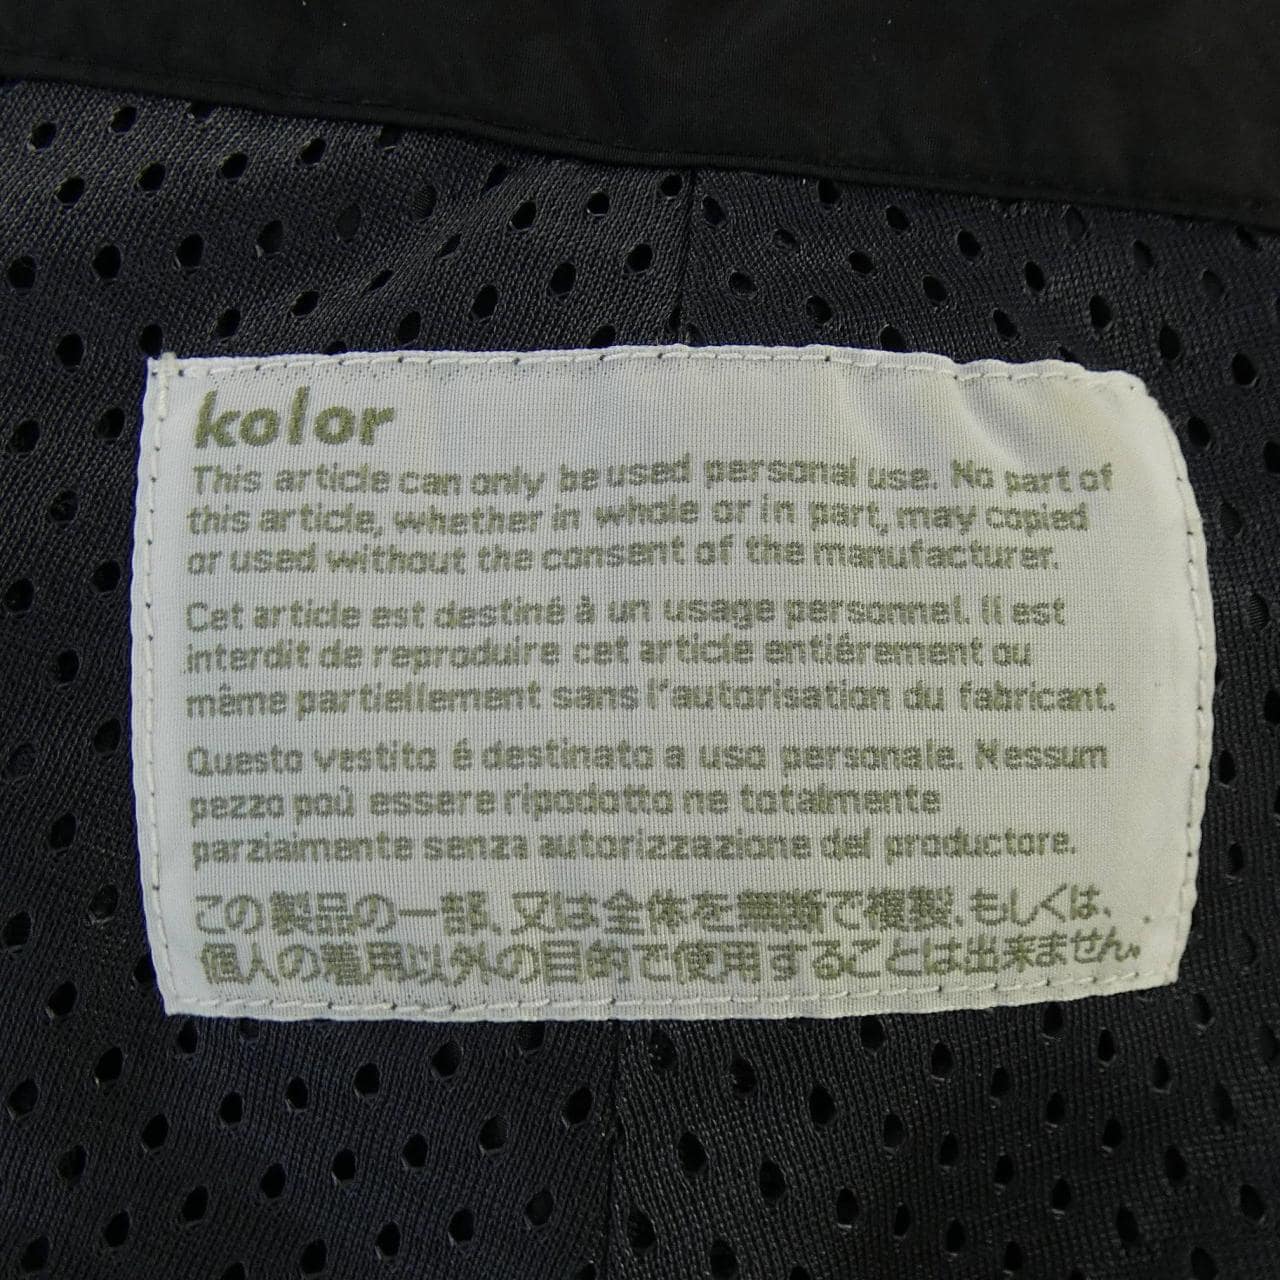 kolor
This article can only be used personal use. No part of
this article, whether in whole or in part, may copied
or used without the consent of the manufacturer.
Cet article est destiné à un usage personnel. Il est
interdit de reproduire cet article entiérement ou
même partiellement sans l'autorisation du fabricant.
Questo vestito é destinato a uso personale. Nessum
pezzo poù essere ripodotto ne totalmente
parzialmente senza autorizzazione del productore.
この製品の一部、又は全体を無断で複製、もしくは、
個人の着用以外の目的で使用することは出来ません。